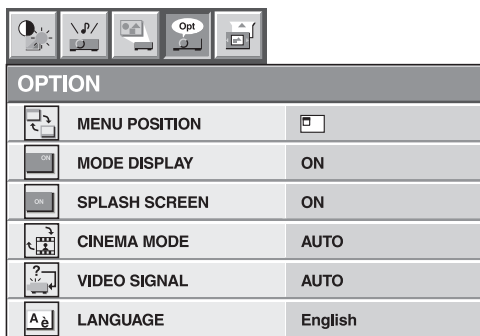 Opt
OPTION
MENU POSITION
ON MODE DISPLAY ON
ON SPLASH SCREEN ON
CINEMA MODE AUTO
? VIDEO SIGNAL AUTO
A è LANGUAGE English